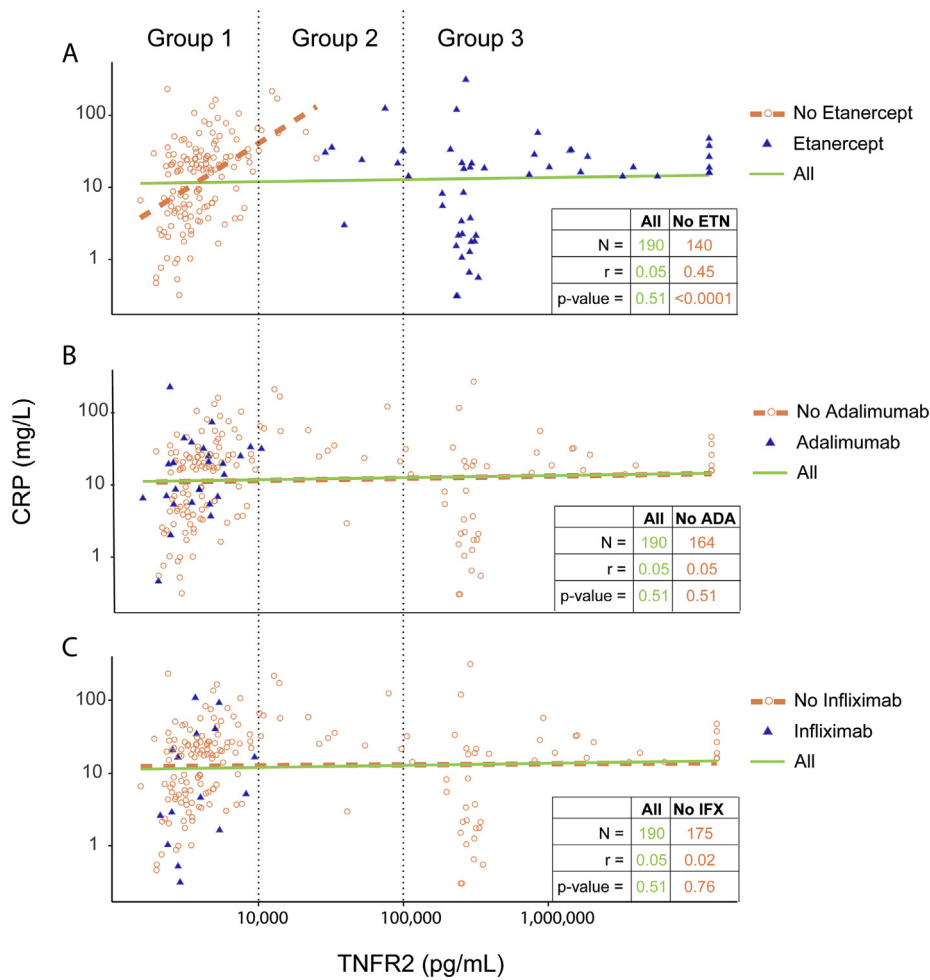 Group 1 Group 2 Group 3
A
100
10
1
No Etanercept
Etanercept
All
All No ETN
N = 190 140
r = 0.05 0.45
p-value = 0.51 <0.0001
B
CRP (mg/L)
100
10
1
No Adalimumab
Adalimumab
All
All No ADA
N = 190 164
r = 0.05 0.05
p-value = 0.51 0.51
C
100
10
1
No Infliximab
Infliximab
All
All No IFX
N = 190 175
r = 0.05 0.02
p-value = 0.51 0.76
10,000 100,000 1,000,000
TNFR2 (pg/mL)